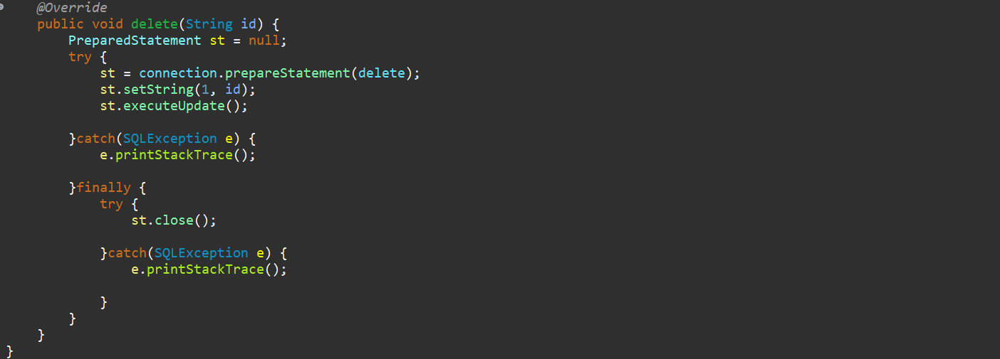 @Override
public void delete(String id) {
PreparedStatement st = null;
try {
st = connection.prepareStatement(delete);
st.setString(1, id);
st.executeUpdate();
}catch(SQLException e) {
e.printStackTrace();
}finally {
try {
st.close();
}catch(SQLException e) {
e.printStackTrace();
}
}
}
}